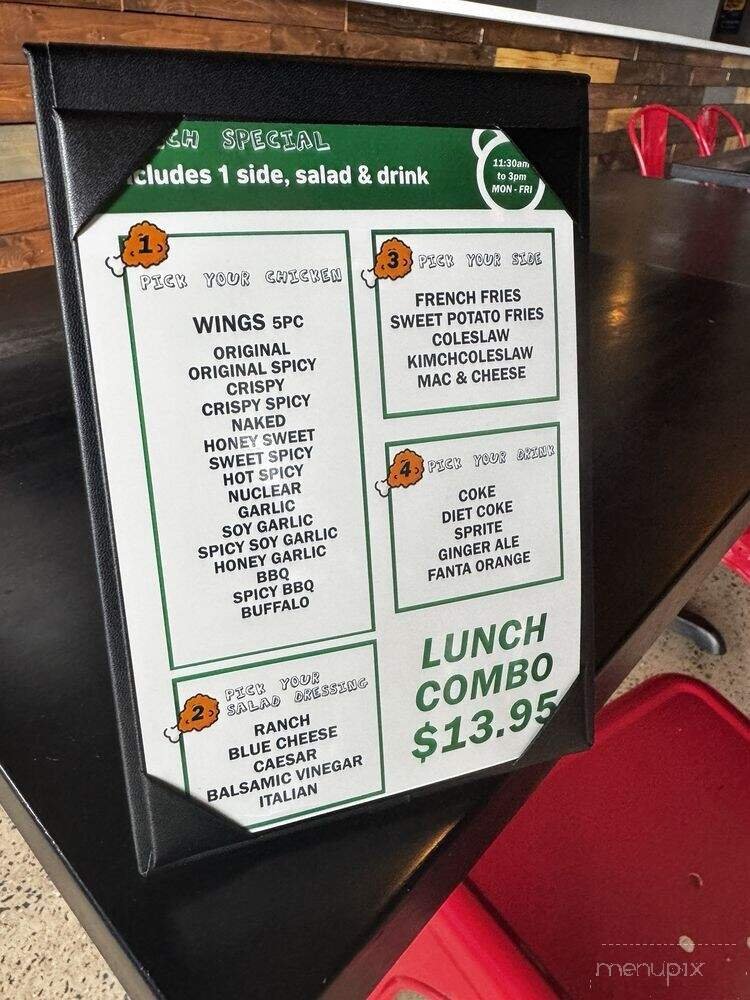 CH SPECIAL
cludes 1 side, salad & drink
11:30am
to 3pm
MON - FRI
1
PICK YOUR CHICKEN
WINGS 5PC
ORIGINAL
ORIGINAL SPICY
CRISPY
CRISPY SPICY
NAKED
HONEY SWEET
SWEET SPICY
HOT SPICY
NUCLEAR
GARLIC
SOY GARLIC
SPICY SOY GARLIC
HONEY GARLIC
BBQ
SPICY BBQ
BUFFALO
2
PICK YOUR
SALAD DRESSING
RANCH
BLUE CHEESE
CAESAR
BALSAMIC VINEGAR
ITALIAN
3
PICK YOUR SIDE
FRENCH FRIES
SWEET POTATO FRIES
COLESLAW
KIMCHCOLESLAW
MAC & CHEESE
4
PICK YOUR DRINK
COKE
DIET COKE
SPRITE
GINGER ALE
FANTA ORANGE
LUNCH
COMBO
$13.95
menupix